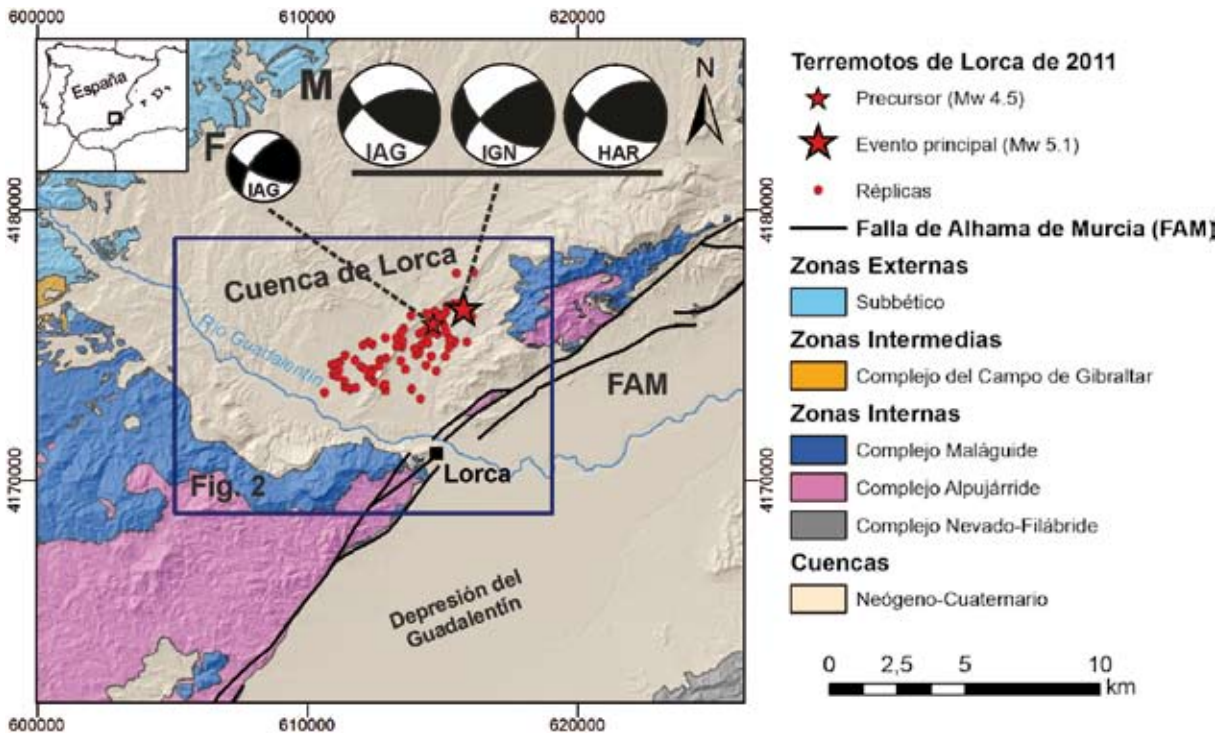 600000
610000
620000
España
M
N
F
IAG
IGN
HAR
IAG
4180000
4180000
Cuenca de Lorca
Río Guadalentín
FAM
Lorca
Fig. 2
4170000
4170000
Depresión del
Guadalentín
600000
610000
620000
Terremotos de Lorca de 2011
Precursor (Mw 4.5)
Evento principal (Mw 5.1)
Réplicas
Falla de Alhama de Murcia (FAM)
Zonas Externas
Subbético
Zonas Intermedias
Complejo del Campo de Gibraltar
Zonas Internas
Complejo Maláguide
Complejo Alpujárride
Complejo Nevado-Filábride
Cuencas
Neógeno-Cuaternario
0 2,5 5 10
km